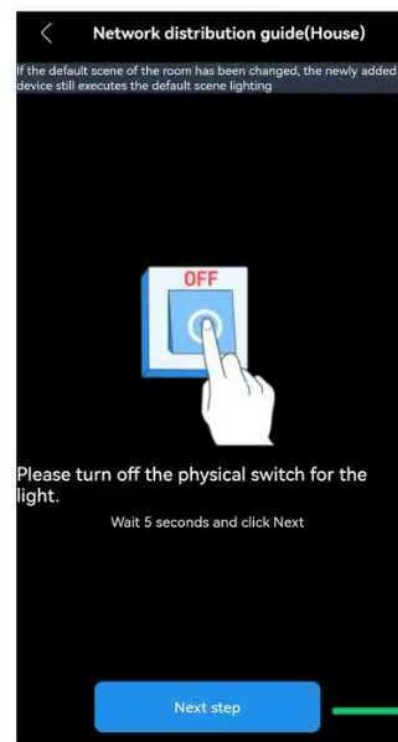 Network distribution guide(House)
If the default scene of the room has been changed, the newly added
device still executes the default scene lighting
OFF
Please turn off the physical switch for the
light.
Wait 5 seconds and click Next
Next step